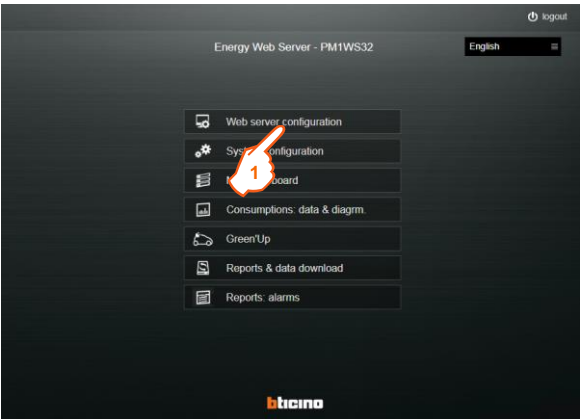 logout
Energy Web Server - PM1WS32
English
Web server configuration
System configuration
1
board
Consumptions: data & diagrm.
Green'Up
Reports & data download
Reports: alarms
bticino